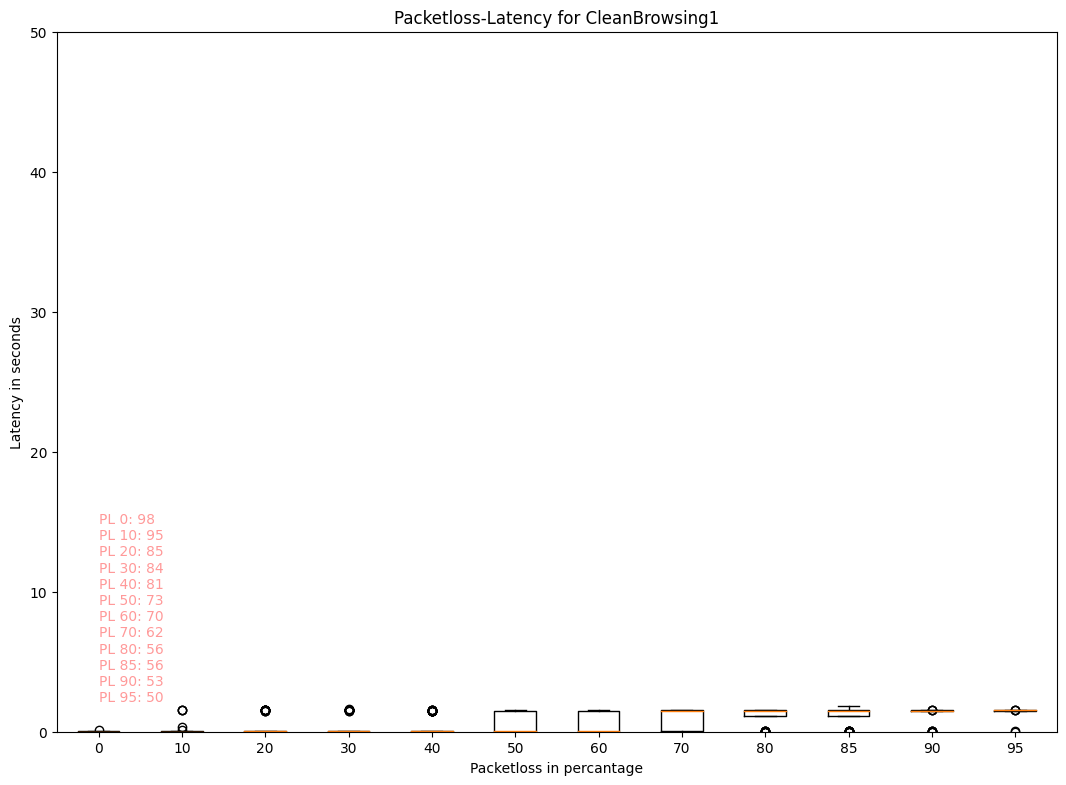 Packetloss-Latency for CleanBrowsing1
50
40
30
20
10
0
Latency in seconds
PL 0: 98
PL 10: 95
PL 20: 85
PL 30: 84
PL 40: 81
PL 50: 73
PL 60: 70
PL 70: 62
PL 80: 56
PL 85: 56
PL 90: 53
PL 95: 50
0 10 20 30 40 50 60 70 80 85 90 95
Packetloss in percantage